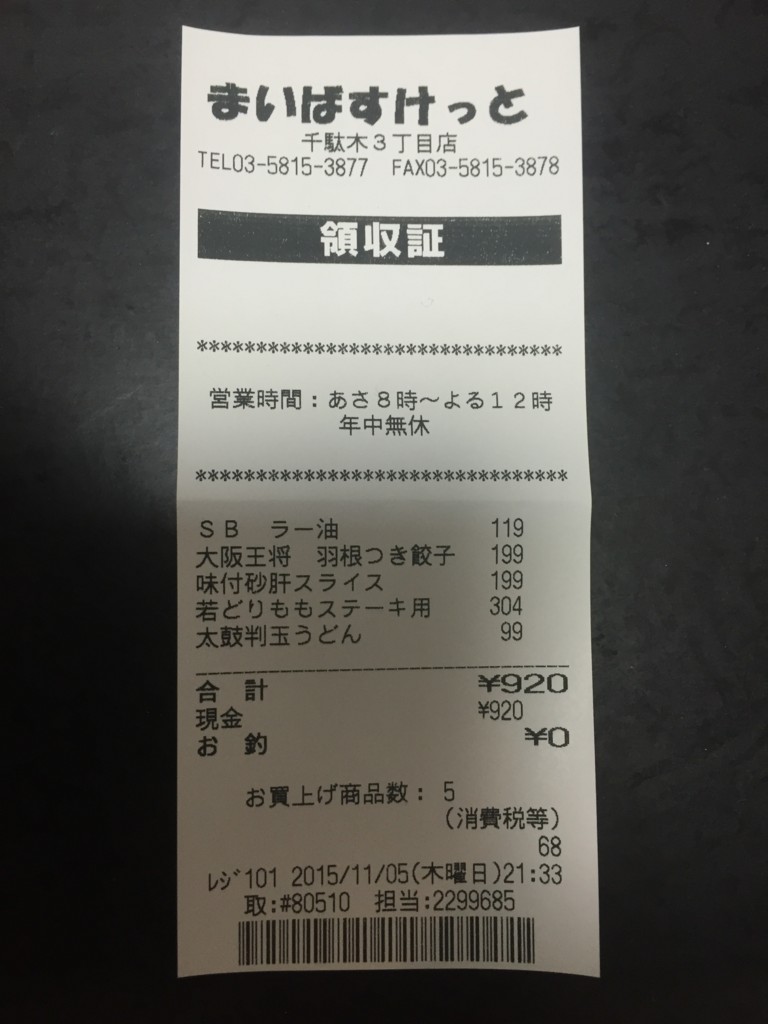 まいばすけっと
千駄木３丁目店
TEL03-5815-3877 FAX03-5815-3878
領収証
*******************************
営業時間：あさ８時～よる１２時
年中無休
*******************************
ＳＢ　ラー油 119
大阪王将　羽根つき餃子 199
味付砂肝スライス 199
若どりももステーキ用 304
太鼓判玉うどん 99
合　計 ¥920
現金 ¥920
お　釣 ¥0
お買上げ商品数： 5
(消費税等)
68
ﾚｼﾞ101 2015/11/05(木曜日)21:33
取:#80510 担当:2299685